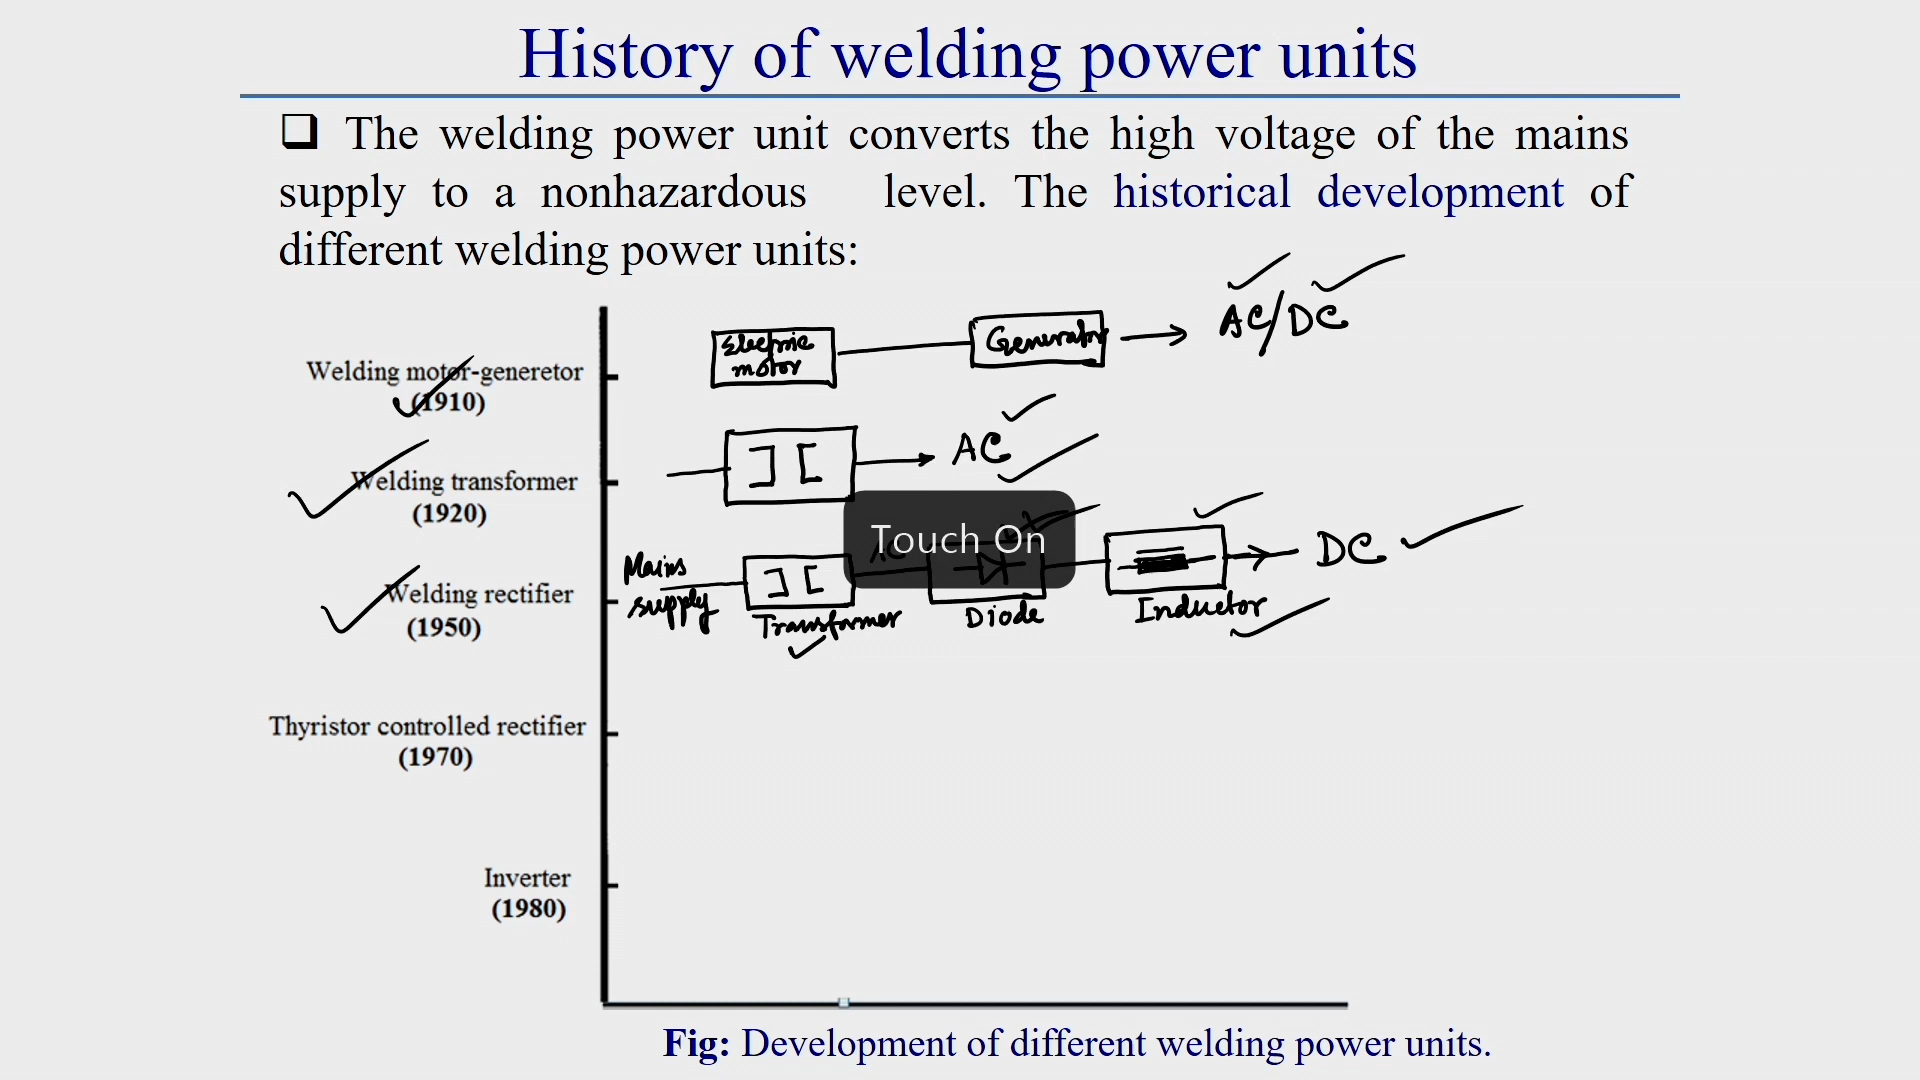 History of welding power units
❑ The welding power unit converts the high voltage of the mains
supply to a nonhazardous level. The historical development of
different welding power units:
Welding motor-generetor
(1910)
Electric
motor
Generator
AC/DC
Welding transformer
(1920)
AC
Touch On
Welding rectifier
(1950)
Mains
supply
Transformer
AC
Diode
Inductor
DC
Thyristor controlled rectifier
(1970)
Inverter
(1980)
Fig: Development of different welding power units.